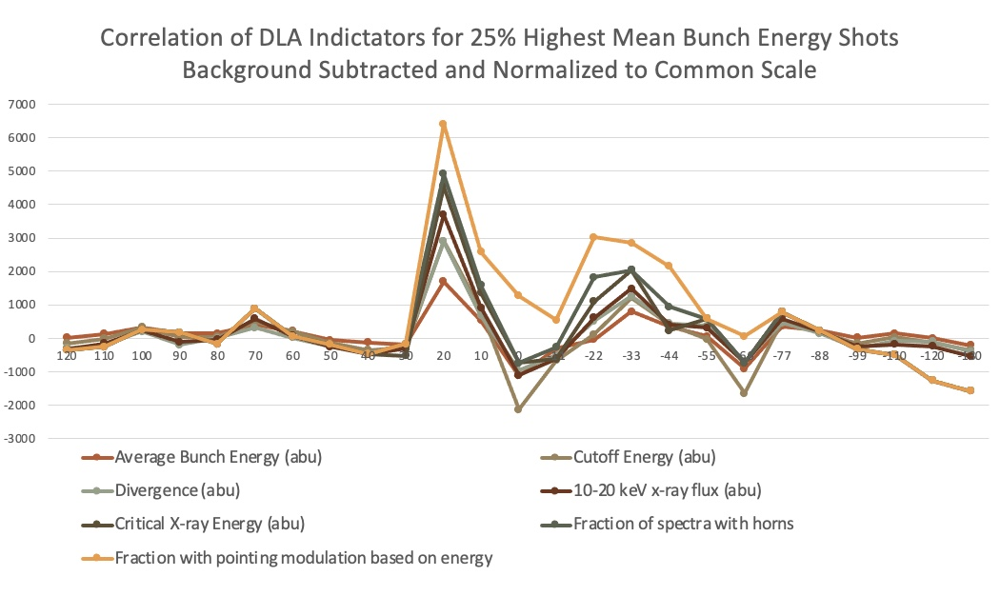 Correlation of DLA Indictators for 25% Highest Mean Bunch Energy Shots
Background Subtracted and Normalized to Common Scale
7000
6000
5000
4000
3000
2000
1000
0
-1000
-2000
-3000
120 110 100 90 80 70 60 50 40 30 20 10 -22 -33 -44 -55 -66 -77 -88 -99 -110 -120 -130
Average Bunch Energy (abu) Cutoff Energy (abu)
Divergence (abu) 10-20 keV x-ray flux (abu)
Critical X-ray Energy (abu) Fraction of spectra with horns
Fraction with pointing modulation based on energy